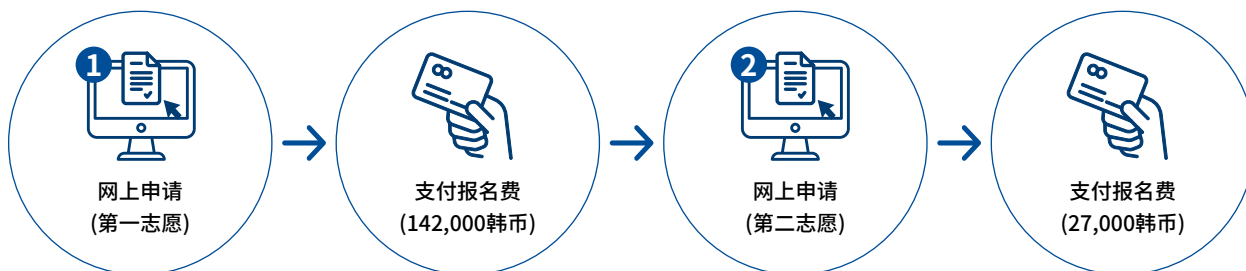 1
网上申请
(第一志愿)
支付报名费
(142,000韩币)
2
网上申请
(第二志愿)
支付报名费
(27,000韩币)